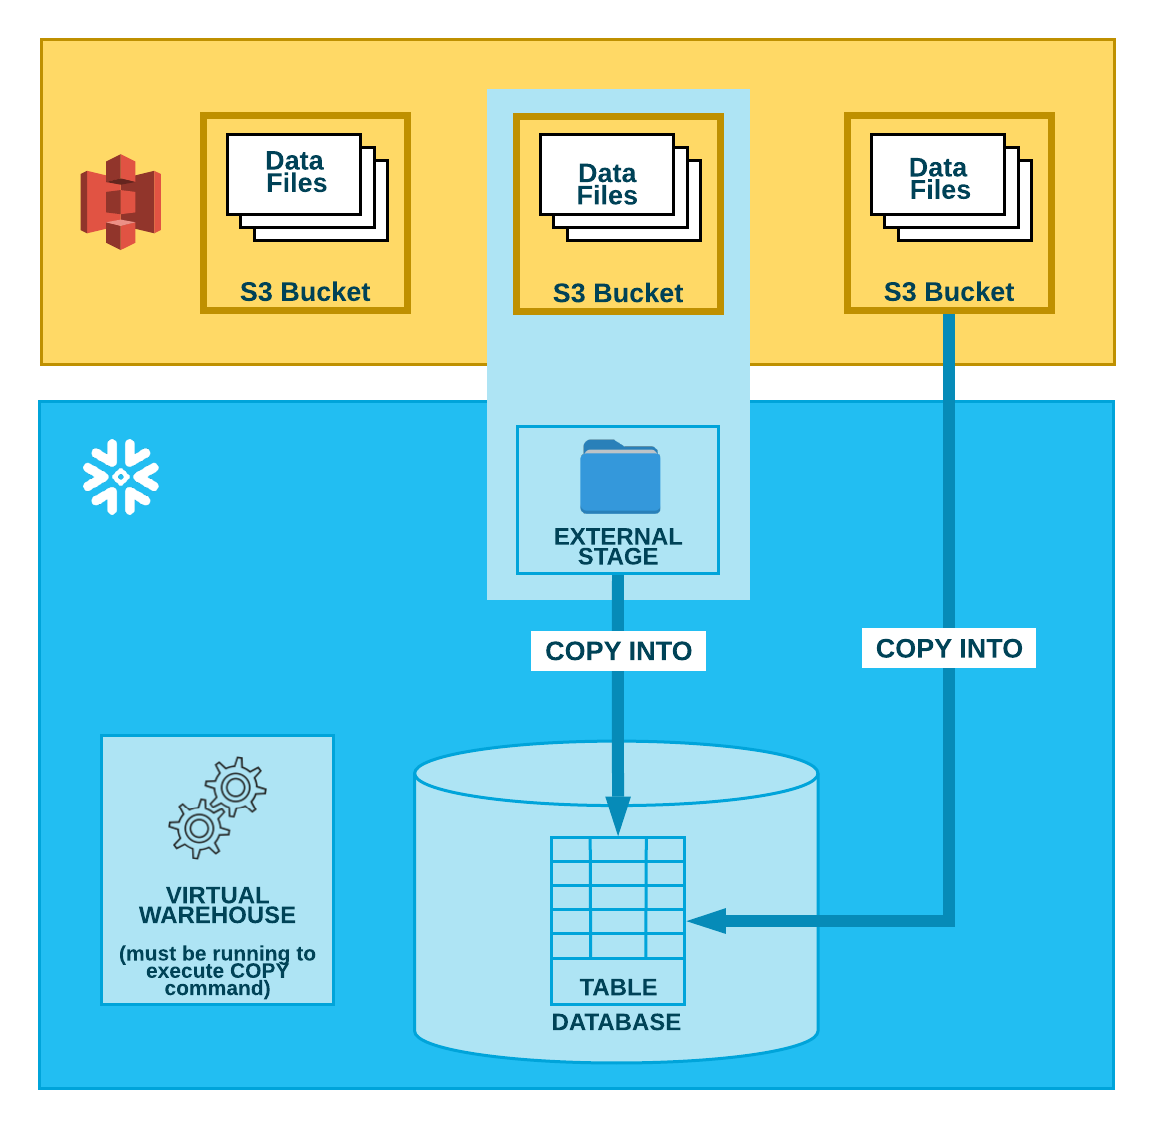 Data
Files
S3 Bucket
Data
Files
S3 Bucket
Data
Files
S3 Bucket
EXTERNAL
STAGE
COPY INTO
COPY INTO
VIRTUAL
WAREHOUSE
(must be running to
execute COPY
command)
TABLE
DATABASE